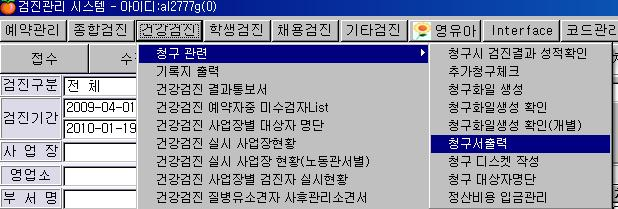 검진관리 시스템 - 아이디:al2777g(0)
예약관리 종합검진 건강검진 학생검진 채용검진 기타검진 영유아 Interface 코드관리
접수
검진구분 전 체
검진기간 2009-04-01
2010-01-19
사 업 장
영업소
부 서 명
청구 관련
기록지 출력
건강검진 결과통보서
건강검진 예약자중 미수검자List
건강검진 사업장별 대상자 명단
건강검진 실시 사업장현황
건강검진 실시 사업장 현황(노동관서별)
건강검진 사업장별 검진자 실시현황
건강검진 질병유소견자 사후관리소견서
청구시 검진결과 성적확인
추가청구체크
청구화일 생성
청구화일생성 확인
청구화일생성 확인(개별)
청구서출력
청구 디스켓 작성
청구 대상자명단
정산비용 입금관리